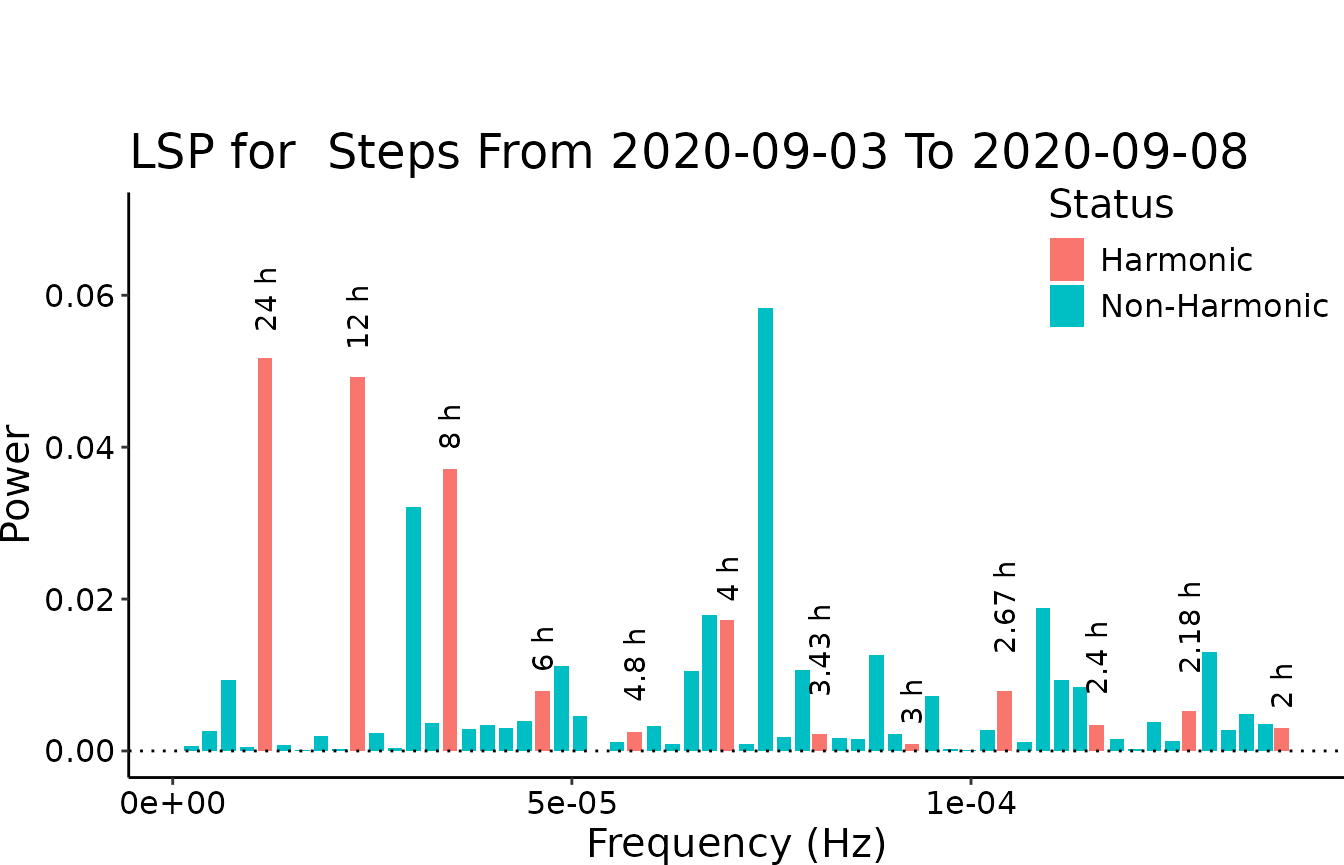 LSP for  Steps From 2020-09-03 To 2020-09-08
Status
Harmonic
Non-Harmonic
Power
0.06
0.04
0.02
0.00
24 h
12 h
8 h
6 h
4.8 h
4 h
3.43 h
3 h
2.67 h
2.4 h
2.18 h
2 h
0e+00
5e-05
1e-04
Frequency (Hz)